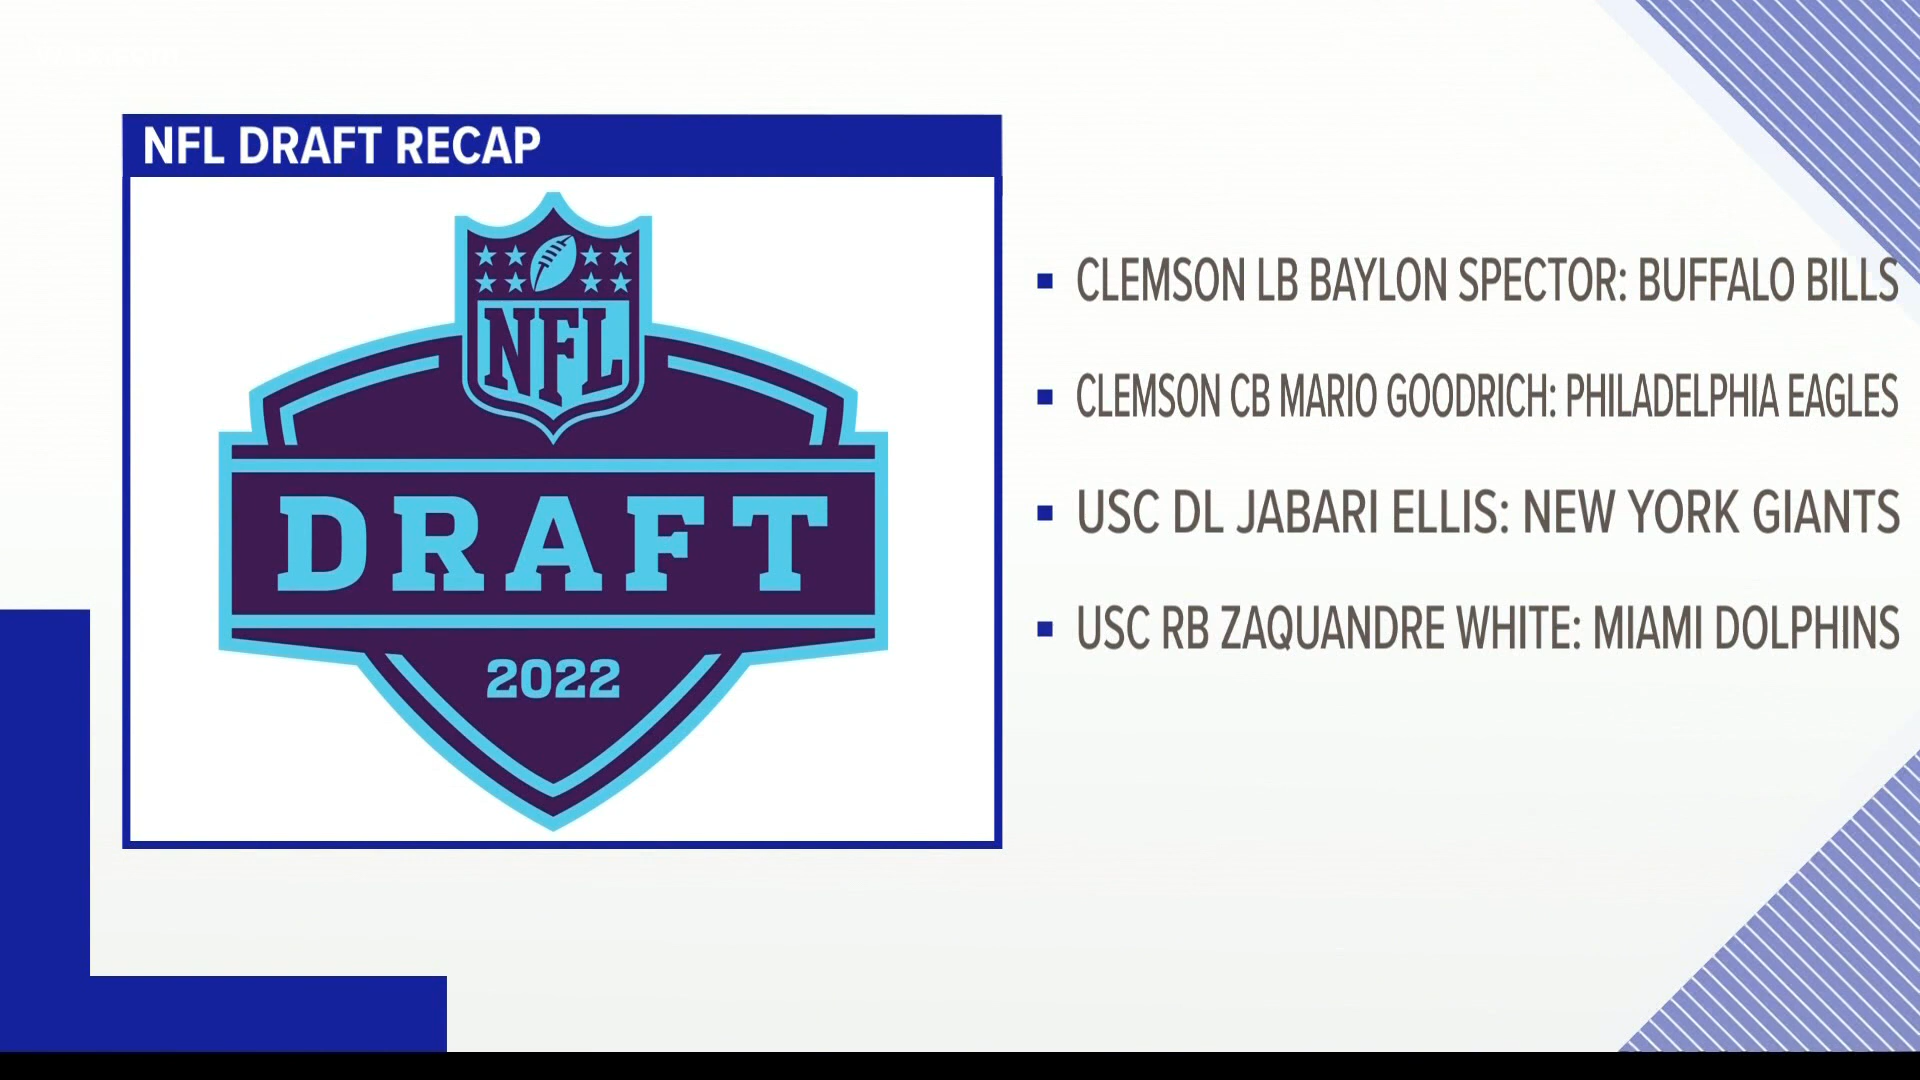 NFL DRAFT RECAP
NFL
DRAFT
2022
CLEMSON LB BAYLON SPECTOR: BUFFALO BILLS
CLEMSON CB MARIO GOODRICH: PHILADELPHIA EAGLES
USC DL JABARI ELLIS: NEW YORK GIANTS
USC RB ZAQUANDRE WHITE: MIAMI DOLPHINS